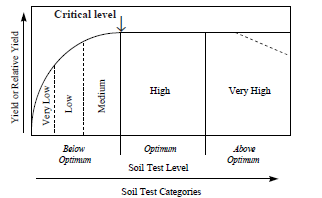 Critical level
Yield or Relative Yield
Very Low
Low
Medium
High
Very High
Below
Optimum
Optimum
Above
Optimum
Soil Test Level
Soil Test Categories